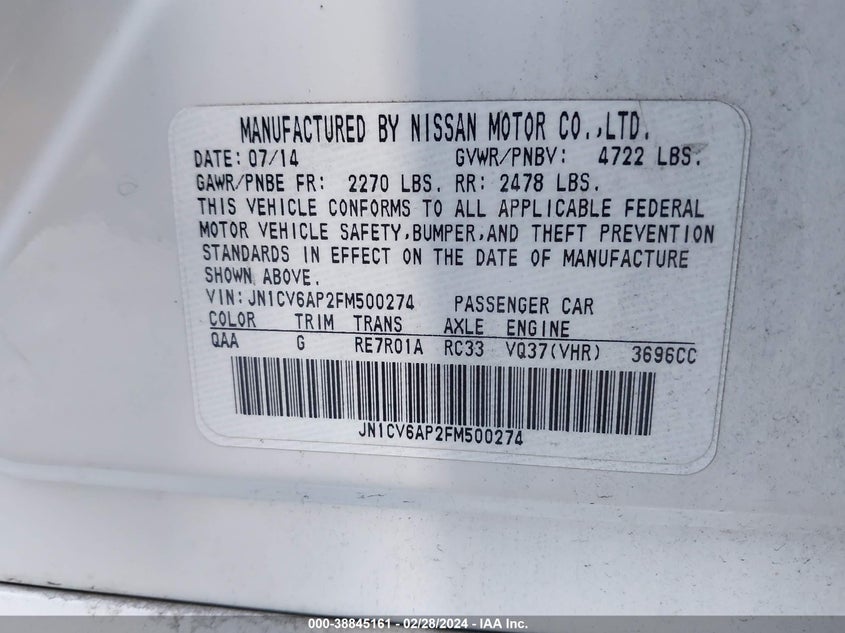 MANUFACTURED BY NISSAN MOTOR CO.,LTD.
DATE: 07/14 GVWR/PNBV: 4722 LBS.
GAWR/PNBE FR: 2270 LBS. RR: 2478 LBS.
THIS VEHICLE CONFORMS TO ALL APPLICABLE FEDERAL
MOTOR VEHICLE SAFETY,BUMPER,AND THEFT PREVENTION
STANDARDS IN EFFECT ON THE DATE OF MANUFACTURE
SHOWN ABOVE.
VIN: JN1CV6AP2FM500274 PASSENGER CAR
COLOR TRIM TRANS AXLE ENGINE
QAA G RE7R01A RC33 VQ37(VHR) 3696CC
JN1CV6AP2FM500274
000-38845161 - 02/28/2024 - IAA Inc.